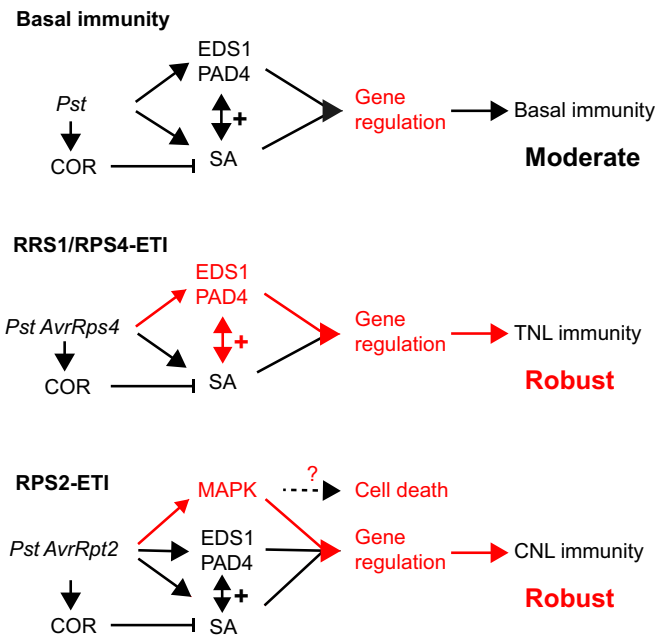 Basal immunity
EDS1
PAD4
Pst
+
Gene
regulation
Basal immunity
COR
SA
Moderate
RRS1/RPS4-ETI
EDS1
PAD4
Pst AvrRps4
+
Gene
regulation
TNL immunity
COR
SA
Robust
RPS2-ETI
MAPK
?
Cell death
Pst AvrRpt2
EDS1
PAD4
Gene
regulation
CNL immunity
+
COR
SA
Robust